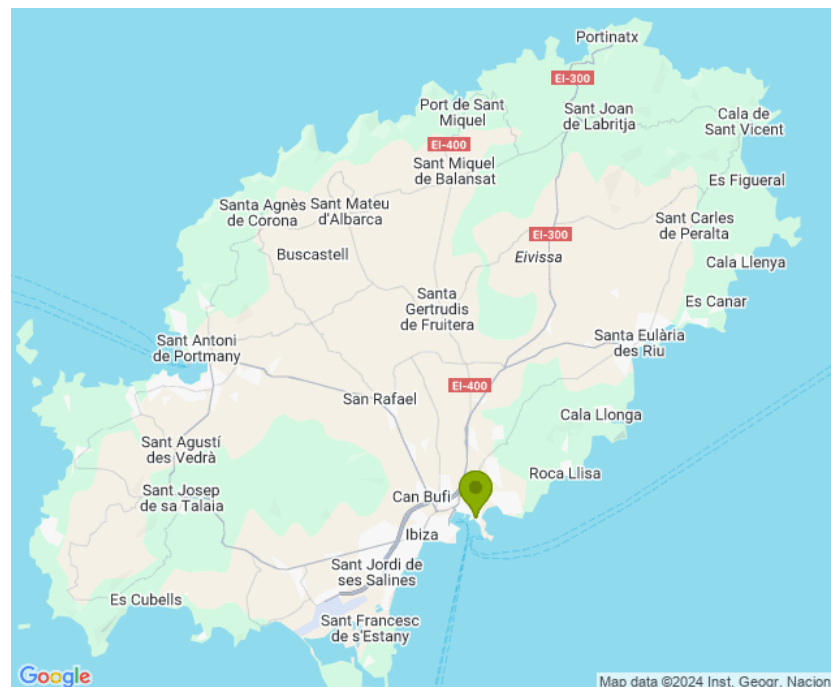 Portinatx
EI-300
Port de Sant
Miquel
Sant Joan
de Labritja
Cala de
Sant Vicent
EI-400
Sant Miquel
de Balansat
Es Figueral
Santa Agnès
de Corona
Sant Mateu
d'Albarca
Sant Carles
de Peralta
EI-300
Buscastell
Eivissa
Cala Llenya
Santa
Gertrudis
de Fruitera
Es Canar
Sant Antoni
de Portmany
Santa Eulària
des Riu
EI-400
San Rafael
Cala Llonga
Sant Agustí
des Vedrà
Roca Llisa
Sant Josep
de sa Talaia
Can Bufi
Ibiza
Sant Jordi de
ses Salines
Es Cubells
Sant Francesc
de s'Estany
Google
Map data ©2024 Inst. Geogr. Nacion